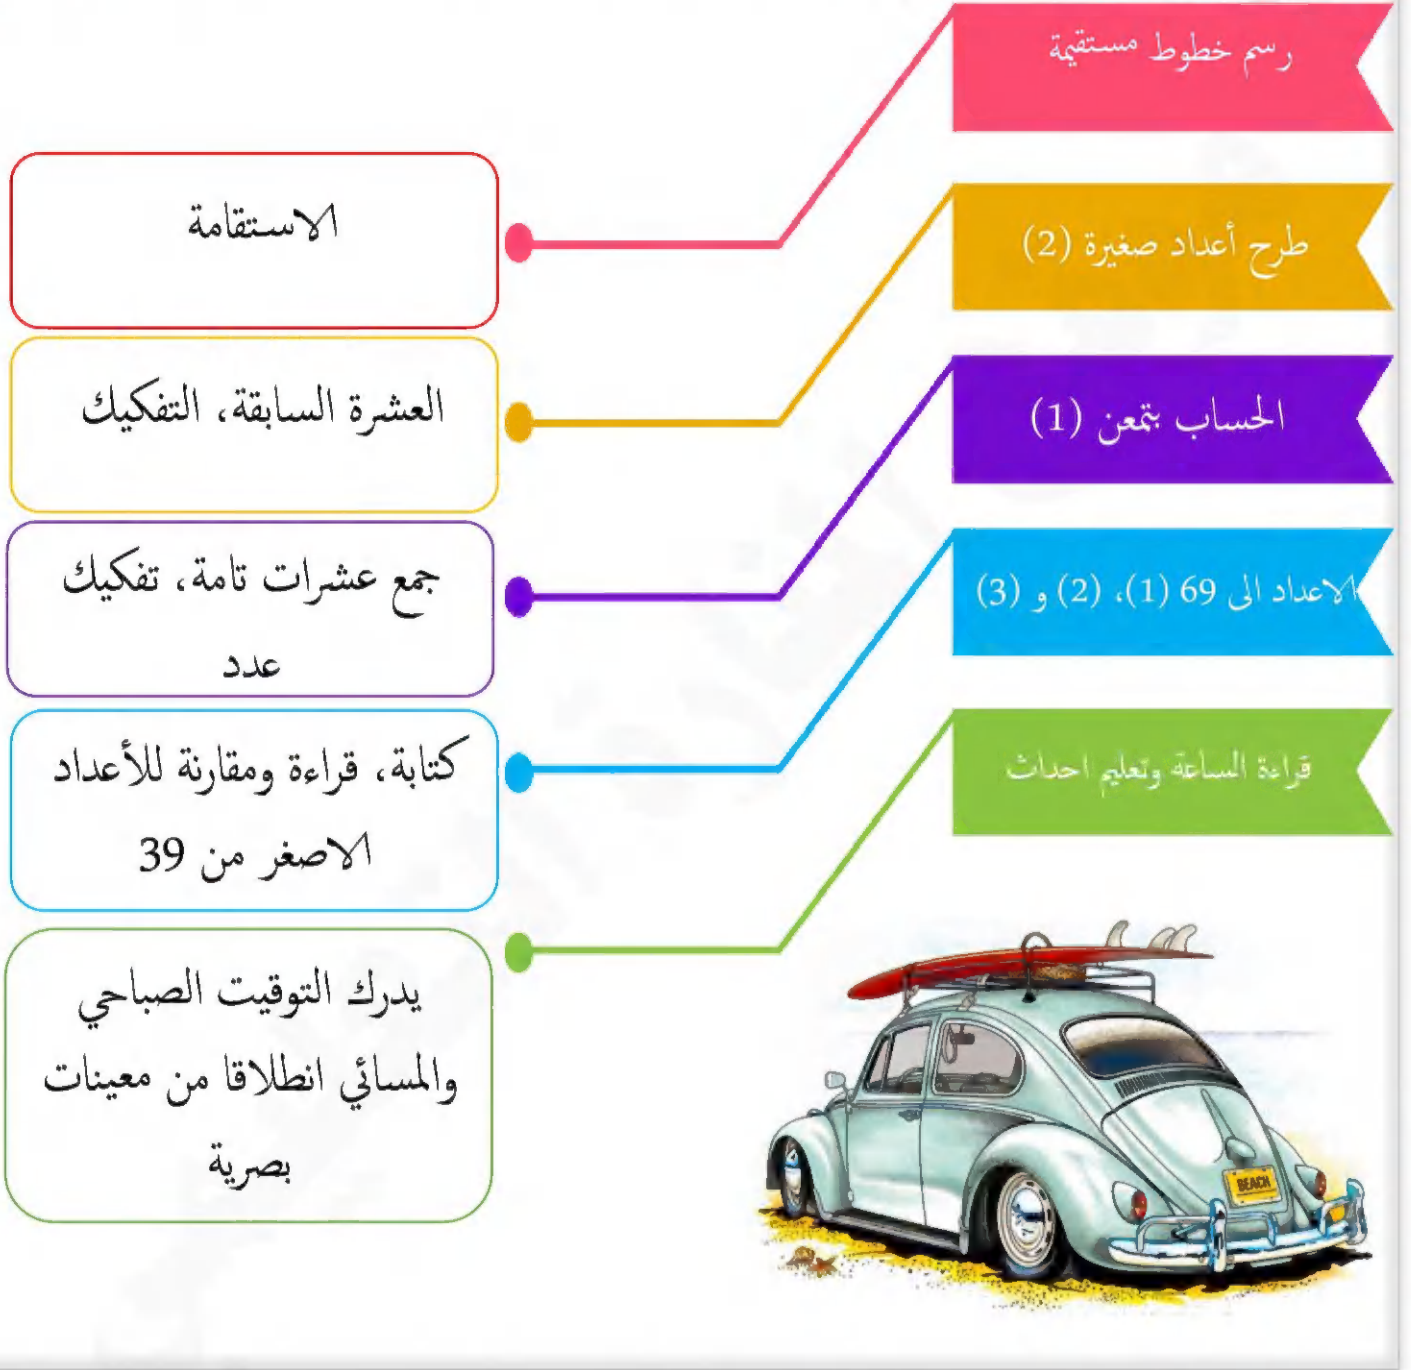 رسم خطوط مستقيمة
الاستقامة
طرح أعداد صغيرة (2)
العشرة السابقة، التفكيك
الحساب بتمعن (1)
جمع عشرات تامة، تفكيك
عدد
الاعداد الى 69 (1)، (2) و (3)
كتابة، قراءة ومقارنة للأعداد
الاصغر من 39
قراءة الساعة وتعليم احداث
يدرك التوقيت الصباحي
والمسائي انطلاقا من معينات
بصرية
BEACH